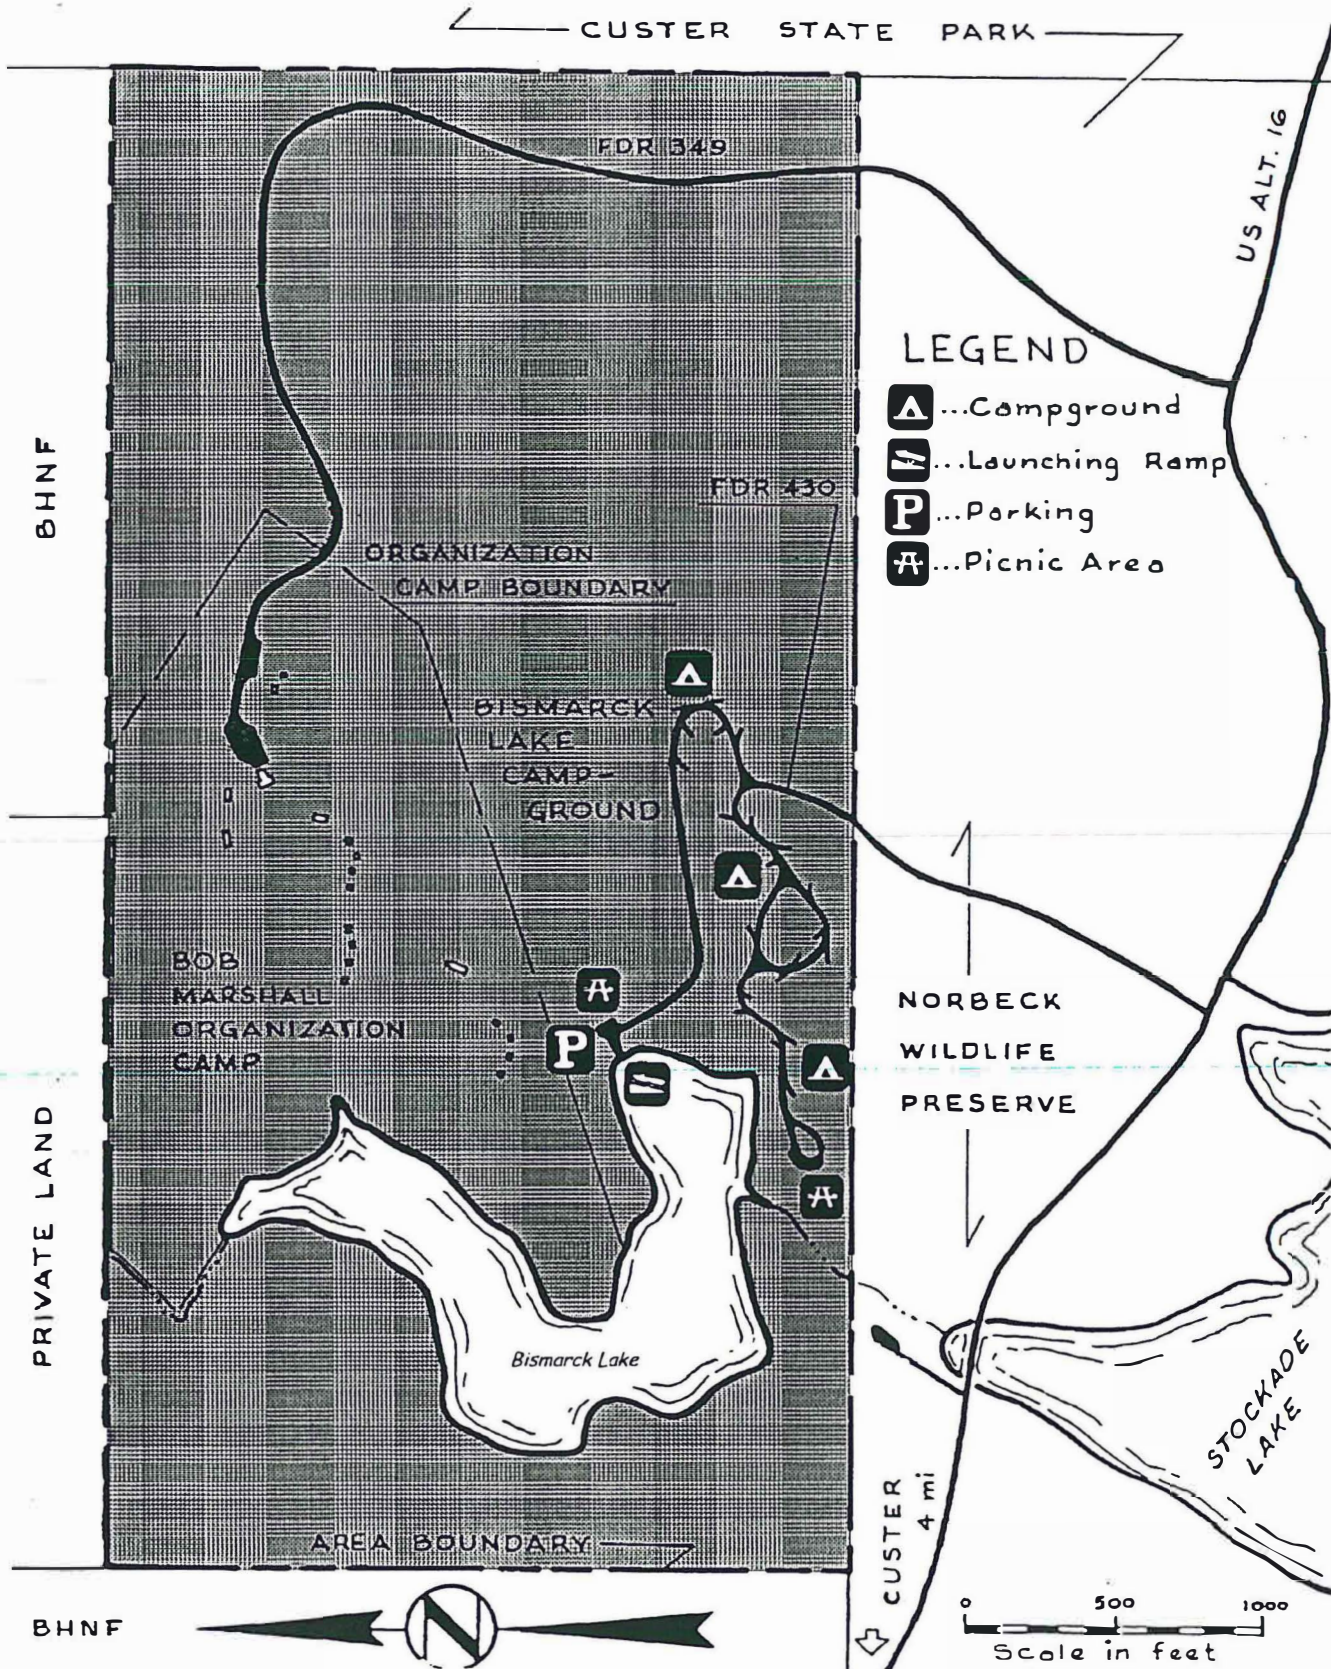 CUSTER STATE PARK
FDR 349
US ALT. 16
LEGEND
...Campground
...Launching Ramp
P ...Parking
...Picnic Area
BHNF
FDR 430
ORGANIZATION
CAMP BOUNDARY
BISMARCK
LAKE
CAMP-
GROUND
BOB
MARSHALL
ORGANIZATION
CAMP
P
NORBECK
WILDLIFE
PRESERVE
PRIVATE LAND
Bismarck Lake
STOCKADE
LAKE
AREA BOUNDARY
CUSTER
4 mi
BHNF
N
0 500 1000
Scale in feet